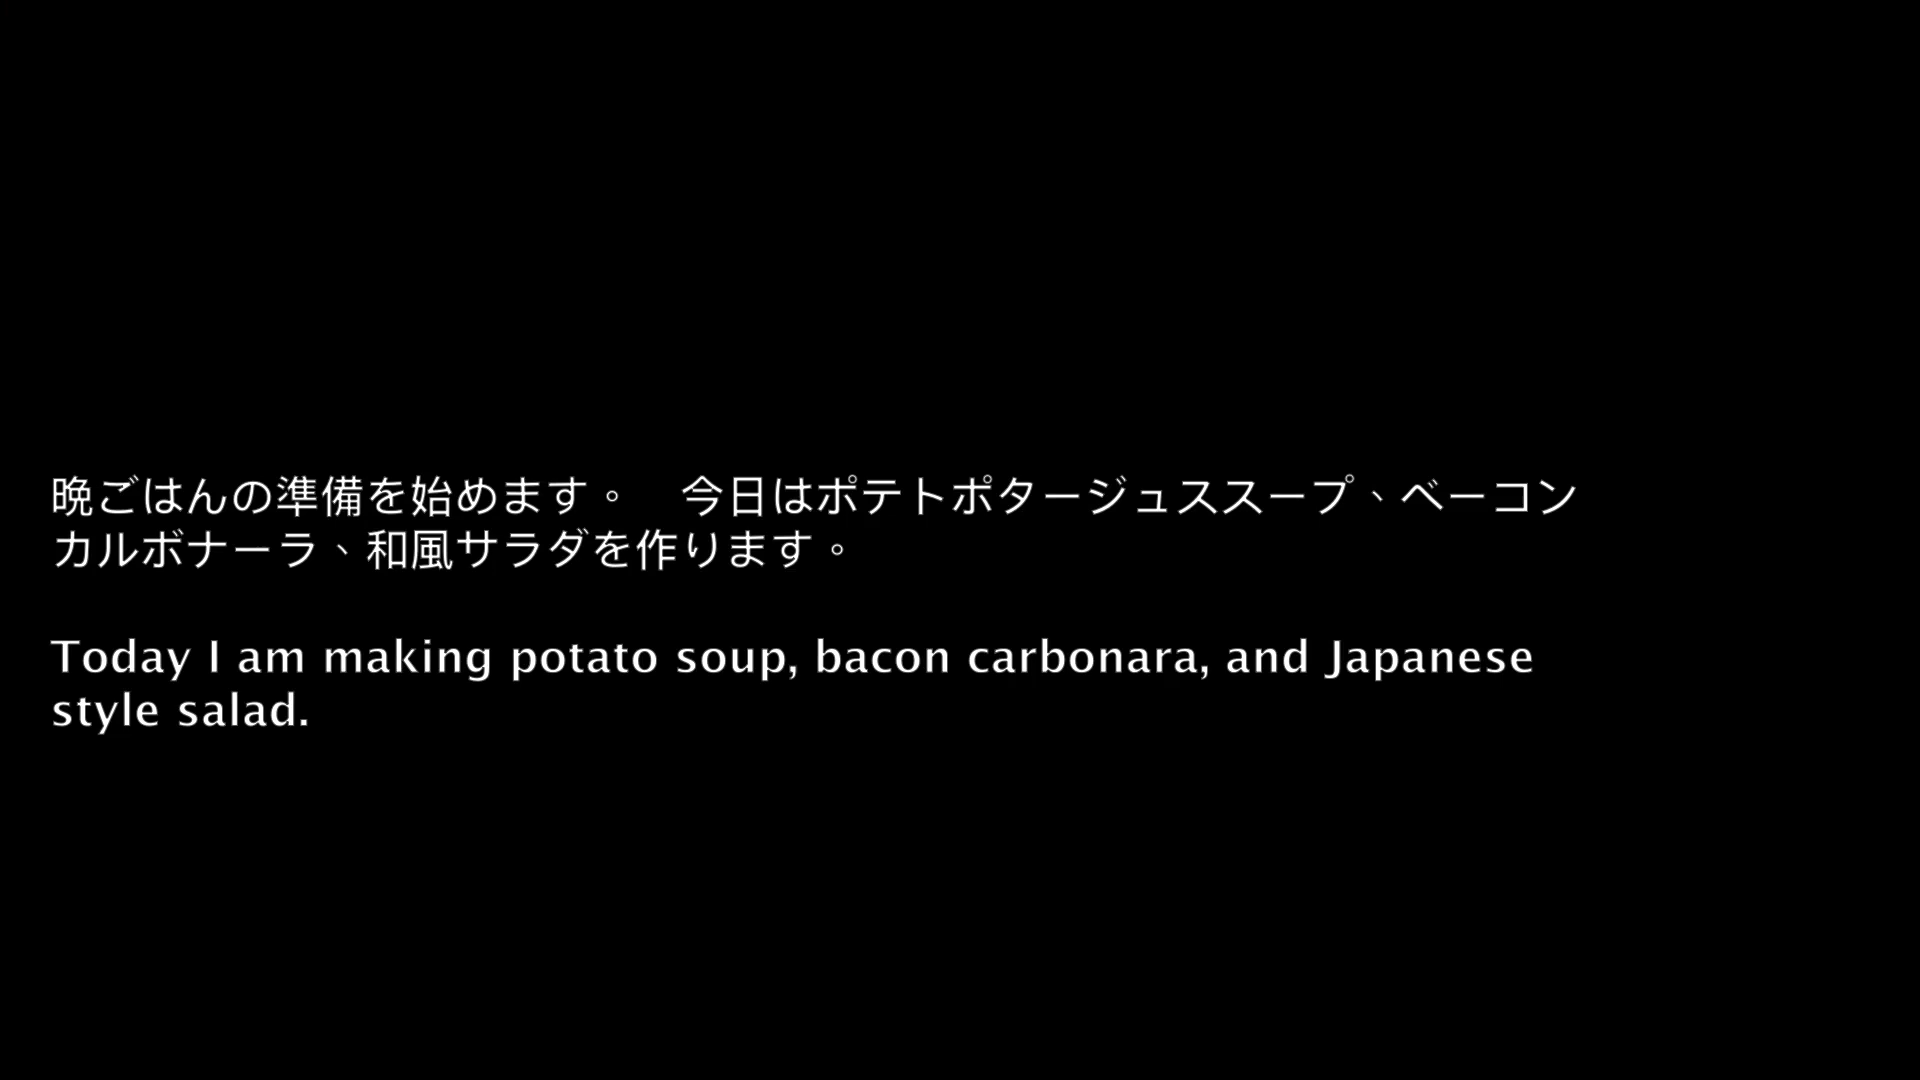 晩ごはんの準備を始めます。　今日はポテトポタージュススープ、ベーコン
カルボナーラ、和風サラダを作ります。
Today I am making potato soup, bacon carbonara, and Japanese
style salad.